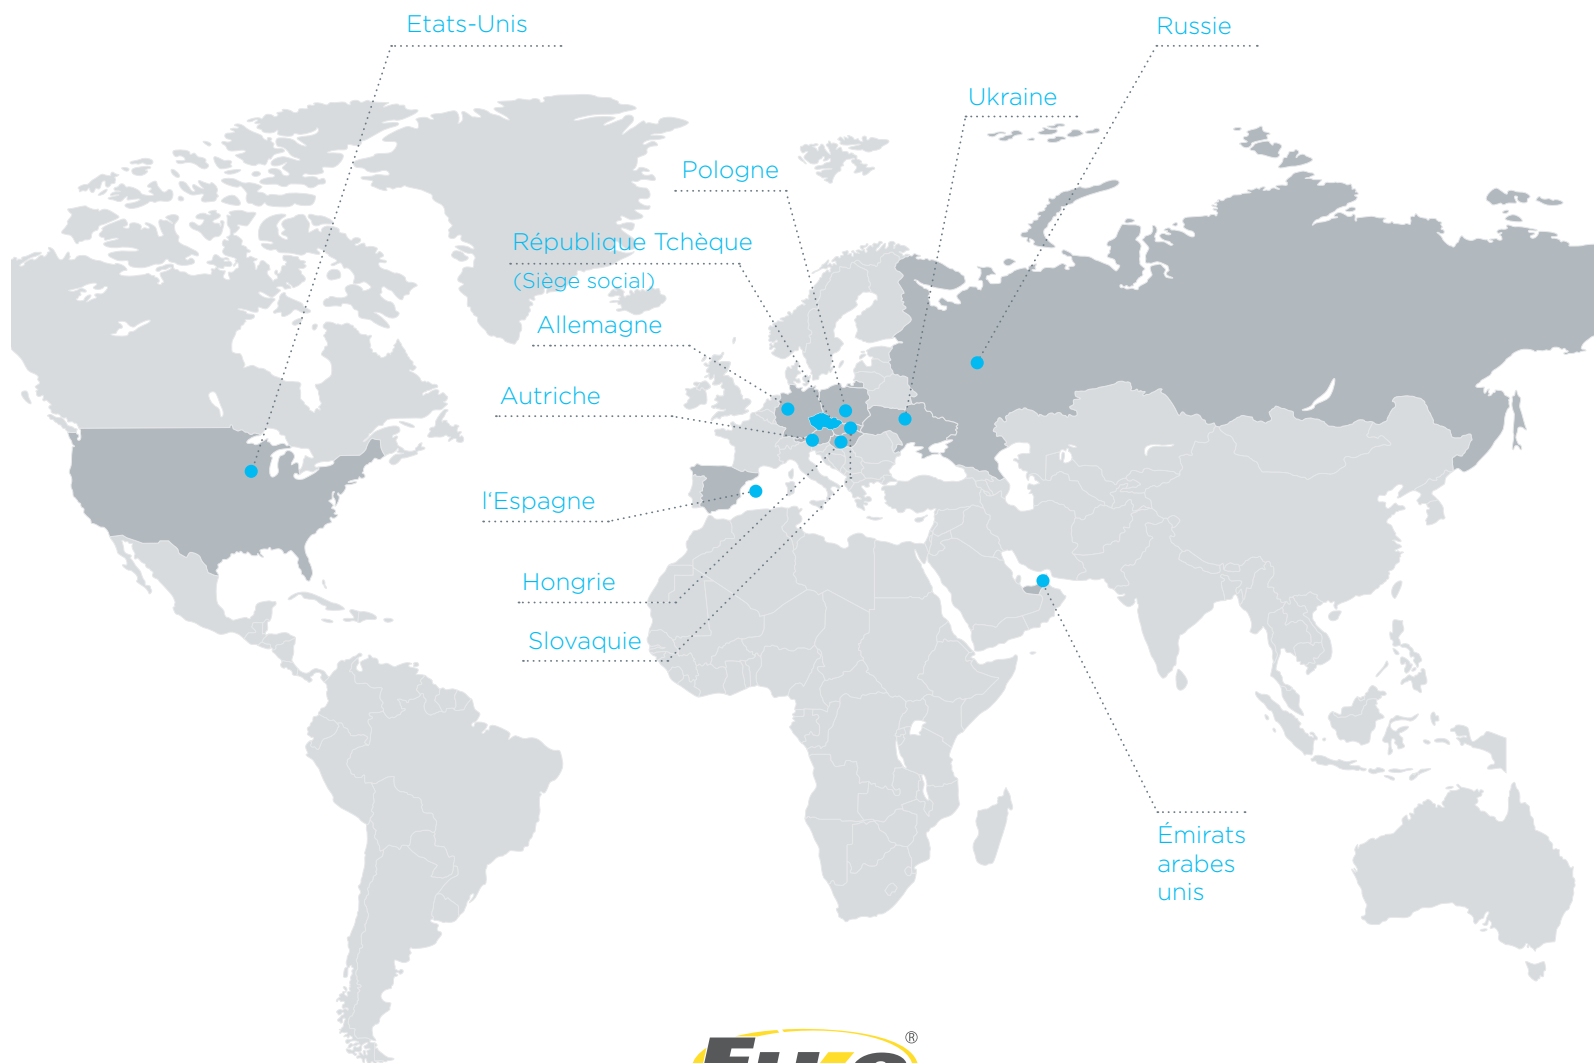 Etats-Unis
Russie
Ukraine
Pologne
République Tchèque
(Siège social)
Allemagne
Autriche
l'Espagne
Hongrie
Slovaquie
Émirats
arabes
unis
®